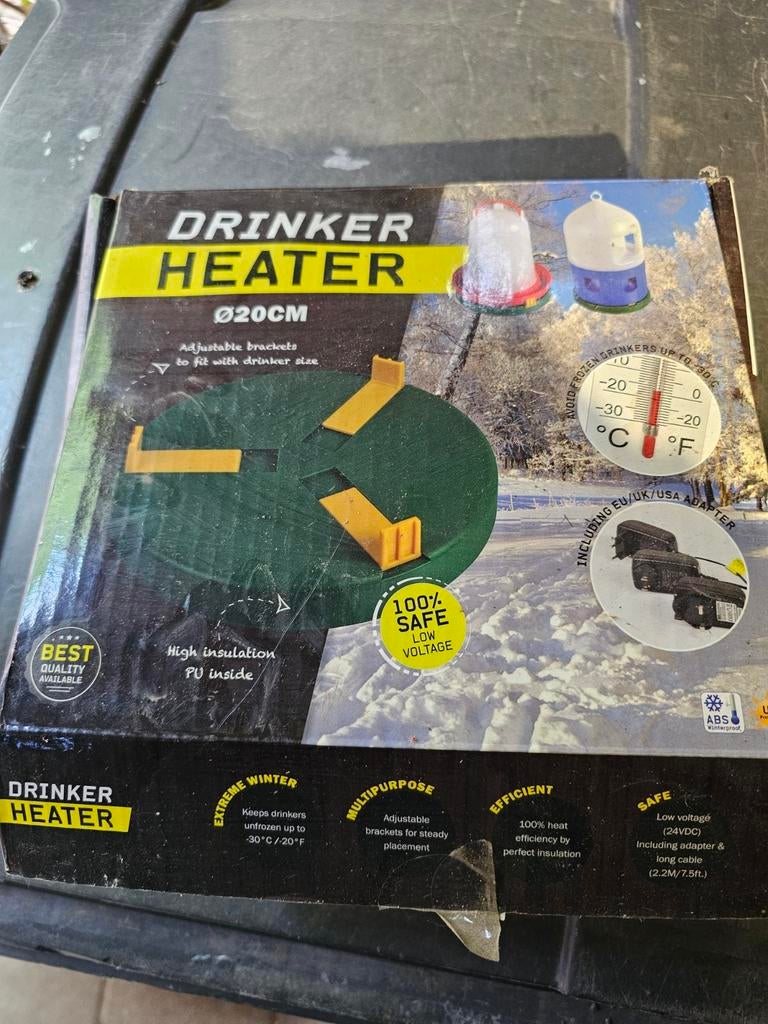 DRINKER
HEATER
Ø20CM
Adjustable brackets
to fit with drinker size
AVOID FROZEN DRINKERS UP TO -30°C
-20
0
-30
-20
°C
°F
INCLUDING EU/UK/USA ADAPTER
100%
SAFE
LOW
VOLTAGE
High insulation
PU inside
BEST
QUALITY
AVAILABLE
ABS
Winterproof
DRINKER
HEATER
EXTREME WINTER
Keeps drinkers
unfrozen up to
-30°C /-20°F
MULTIPURPOSE
Adjustable
brackets for steady
placement
EFFICIENT
100% heat
efficiency by
perfect insulation
SAFE
Low voltage
(24VDC)
Including adapter &
long cable
(2.2M/7.5ft.)